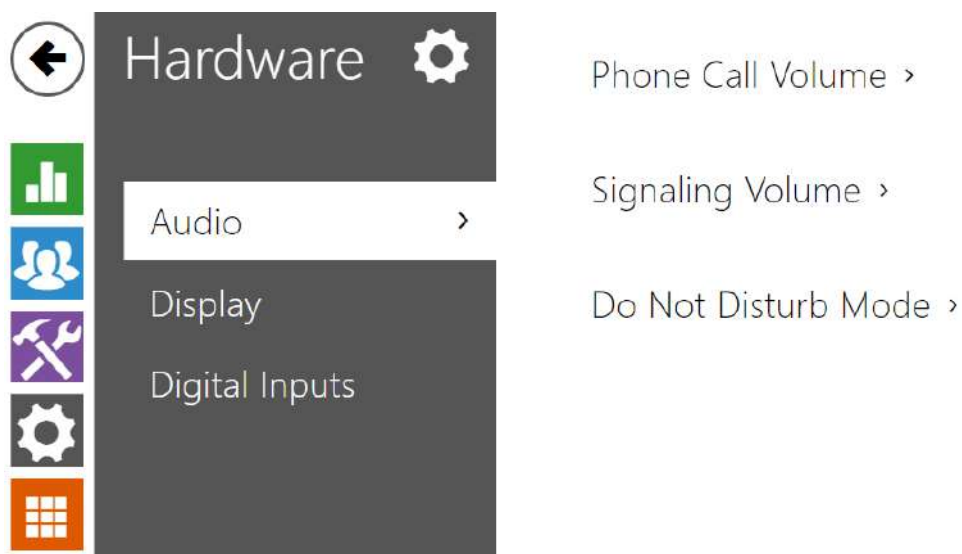 Hardware
Audio
Display
Digital Inputs
Phone Call Volume ›
Signaling Volume ›
Do Not Disturb Mode ›